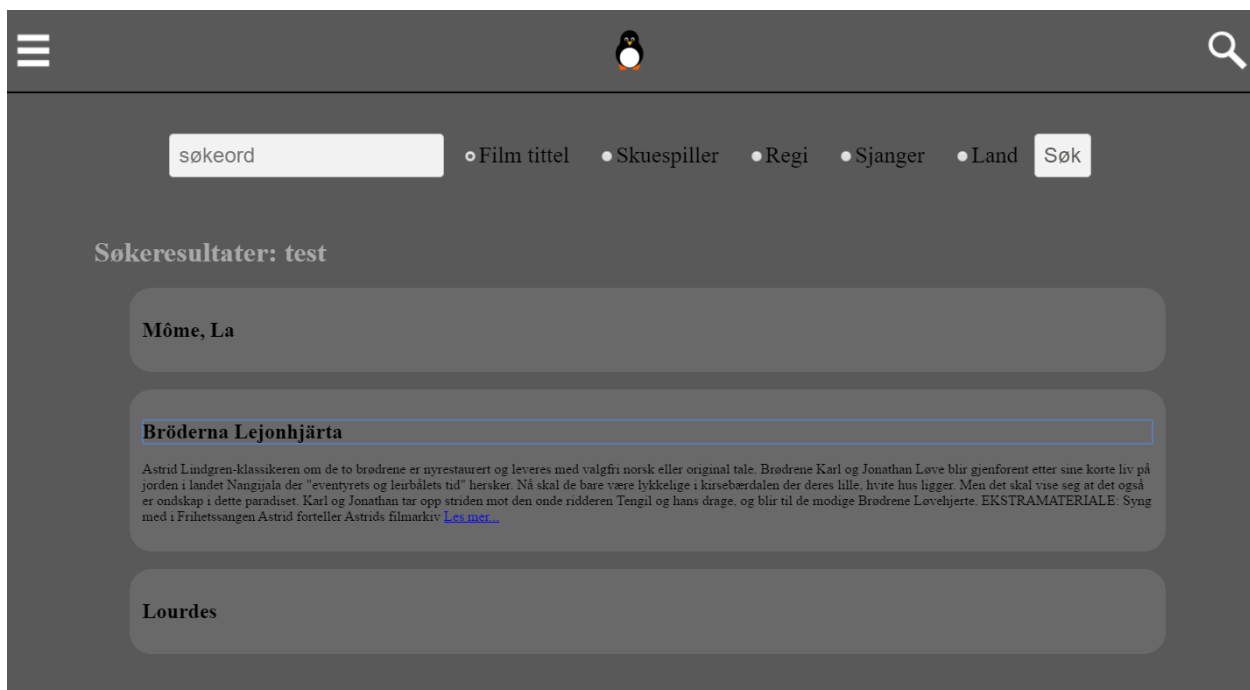 søkeord Film tittel Skuespiller Regi Sjanger Land Søk
Søkeresultater: test
Môme, La
Bröderna Lejonhjärta
Astrid Lindgren-klassikeren om de to brødrene er nyrestaurert og leveres med valgfri norsk eller original tale. Brødrene Karl og Jonathan Løve blir gjenforent etter sine korte liv på
jorden i landet Nangijala der "eventyrets og leirbålets tid" hersker. Nå skal de bare være lykkelige i kirsebærdalen der deres lille, hvite hus ligger. Men det skal vise seg at det også
er ondskap i dette paradiset. Karl og Jonathan tar opp striden mot den onde ridderen Tengil og hans drage, og blir til de modige Brødrene Løvehjerte. EKSTRAMATERIALE: Syng
med i Frihetssangen Astrid forteller Astrids filmarkiv Les mer...
Lourdes